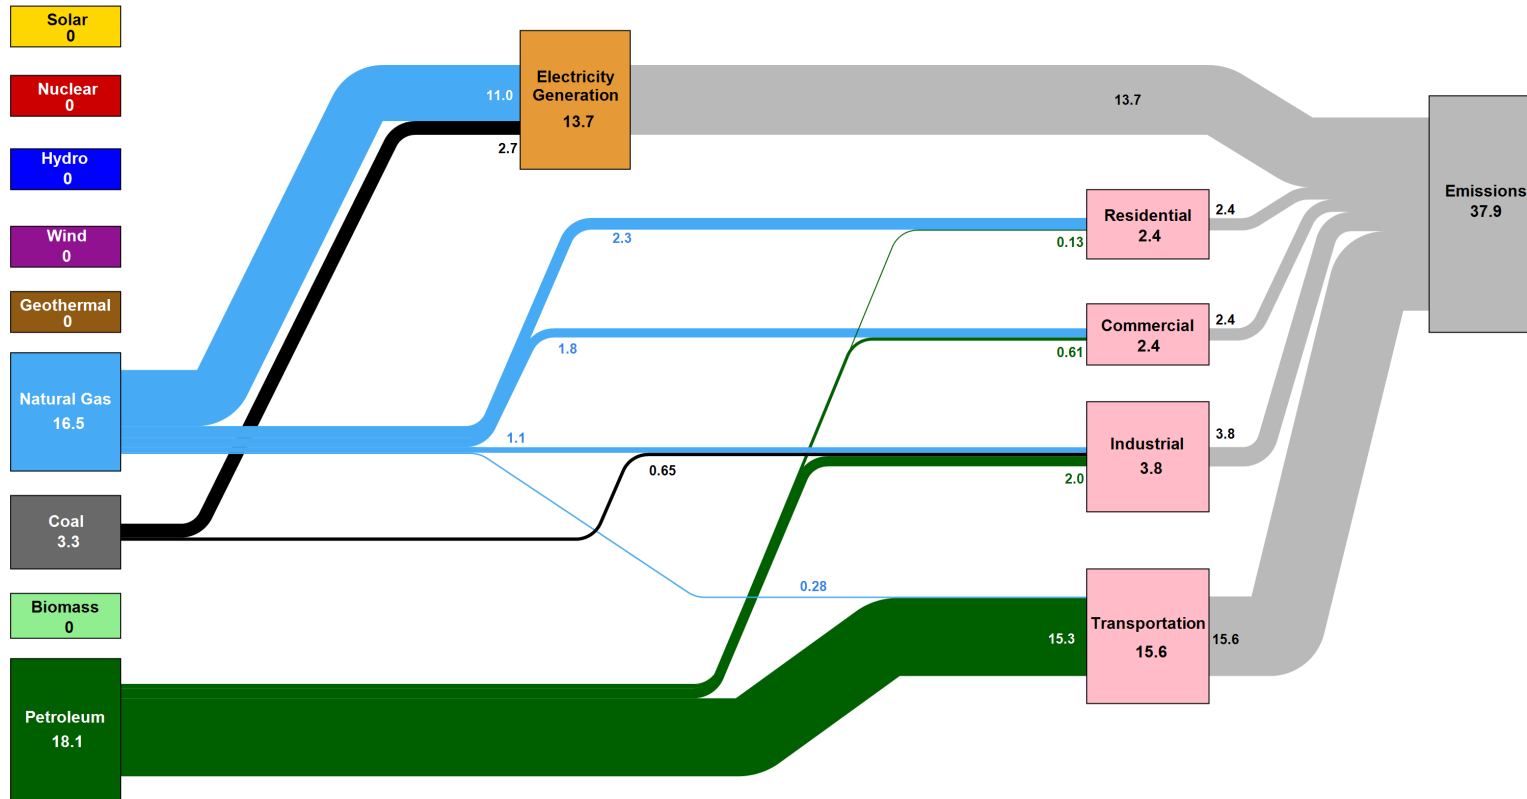 Solar
0
Nuclear
0
Hydro
0
Wind
0
Geothermal
0
Natural Gas
16.5
Coal
3.3
Biomass
0
Petroleum
18.1
11.0
2.7
Electricity
Generation
13.7
13.7
2.3
1.8
1.1
0.65
0.28
0.13
0.61
2.0
15.3
Residential
2.4
2.4
Commercial
2.4
2.4
Industrial
3.8
3.8
Transportation
15.6
15.6
Emissions
37.9